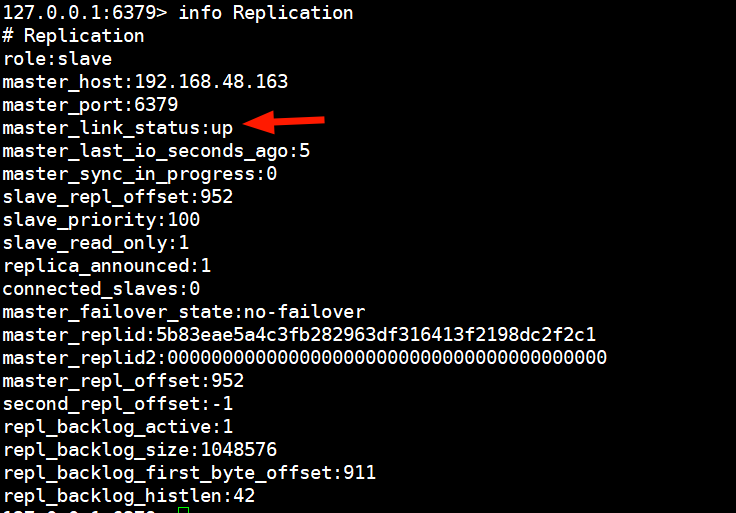 127.0.0.1:6379> info Replication
# Replication
role:slave
master_host:192.168.48.163
master_port:6379
master_link_status:up
master_last_io_seconds_ago:5
master_sync_in_progress:0
slave_repl_offset:952
slave_priority:100
slave_read_only:1
replica_announced:1
connected_slaves:0
master_failover_state:no-failover
master_replid:5b83eae5a4c3fb282963df316413f2198dc2f2c1
master_replid2:0000000000000000000000000000000000000000
master_repl_offset:952
second_repl_offset:-1
repl_backlog_active:1
repl_backlog_size:1048576
repl_backlog_first_byte_offset:911
repl_backlog_histlen:42